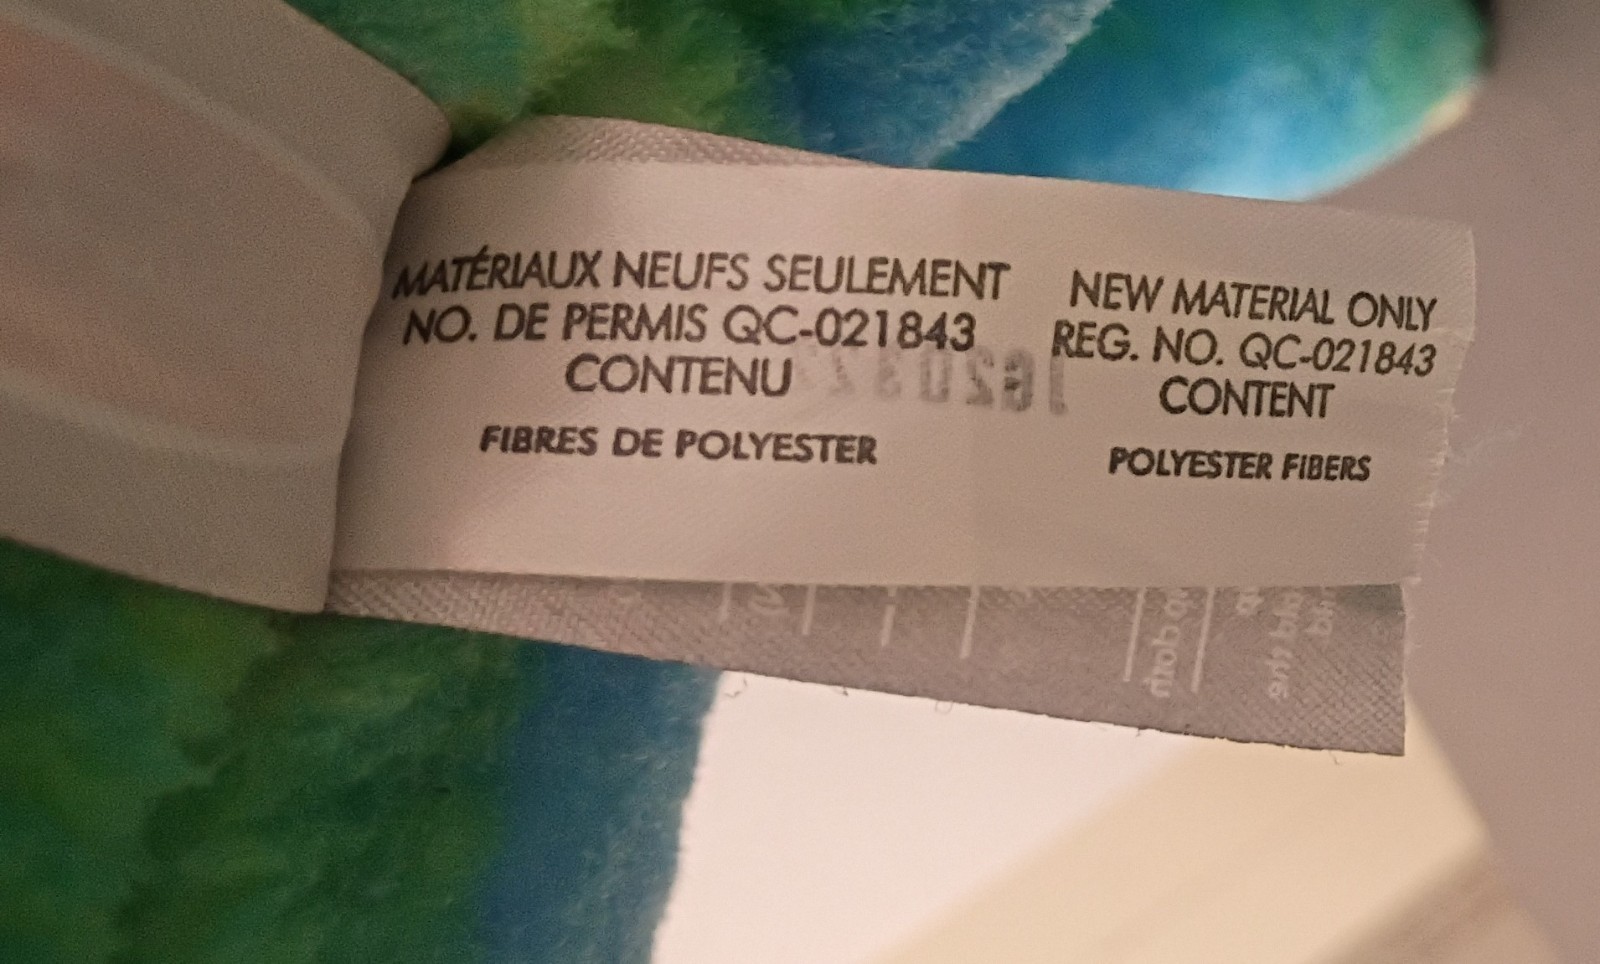 MATÉRIAUX NEUFS SEULEMENT
NO. DE PERMIS QC-021843
CONTENU
FIBRES DE POLYESTER
NEW MATERIAL ONLY
REG. NO. QC-021843
CONTENT
POLYESTER FIBERS